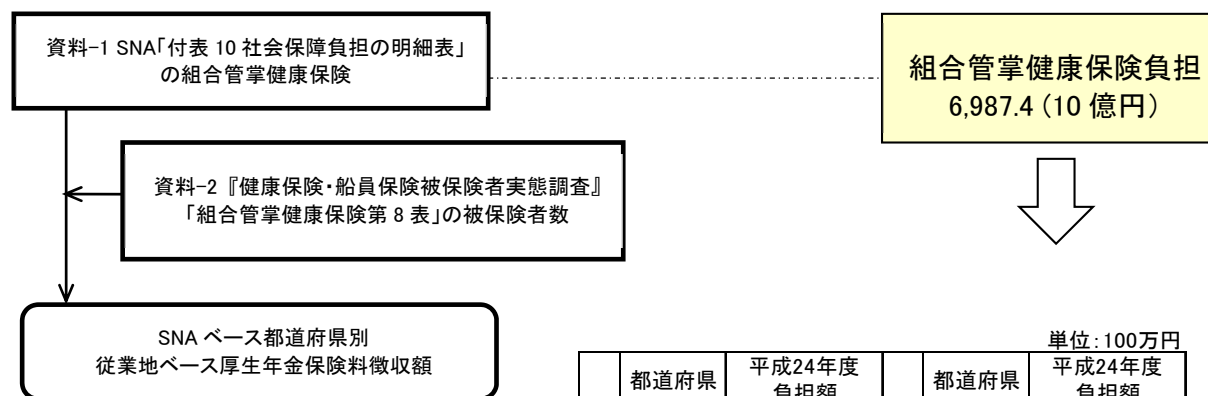 資料-1 SNA「付表 10 社会保障負担の明細表」
の組合管掌健康保険
組合管掌健康保険負担
6,987.4 (10 億円)
資料-2『健康保険・船員保険被保険者実態調査』
「組合管掌健康保険第 8 表」の被保険者数
SNA ベース都道府県別
従業地ベース厚生年金保険料徴収額
単位：100万円
都道府県 平成24年度 都道府県 平成24年度
負担額 負担額